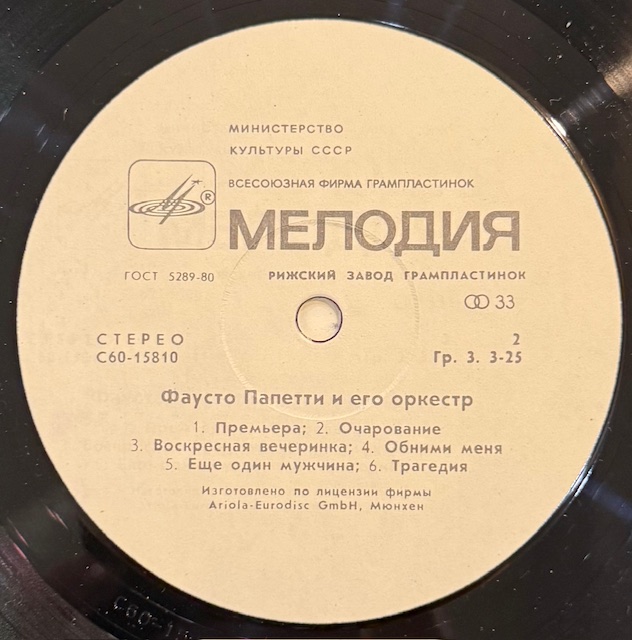 МИНИСТЕРСТВО
КУЛЬТУРЫ СССР
ВСЕСОЮЗНАЯ ФИРМА ГРАМПЛАСТИНОК
®
МЕЛОДИЯ
ГОСТ 5289-80
РИЖСКИЙ ЗАВОД ГРАМПЛАСТИНОК
33
СТЕРЕО
2
С60-15810
Гр. 3. 3-25
Фаусто Папетти и его оркестр
1. Премьера; 2. Очарование
3. Воскресная вечеринка; 4. Обними меня
5. Еще один мужчина; 6. Трагедия
Изготовлено по лицензии фирмы
Ariola-Eurodisc GmbH, Мюнхен